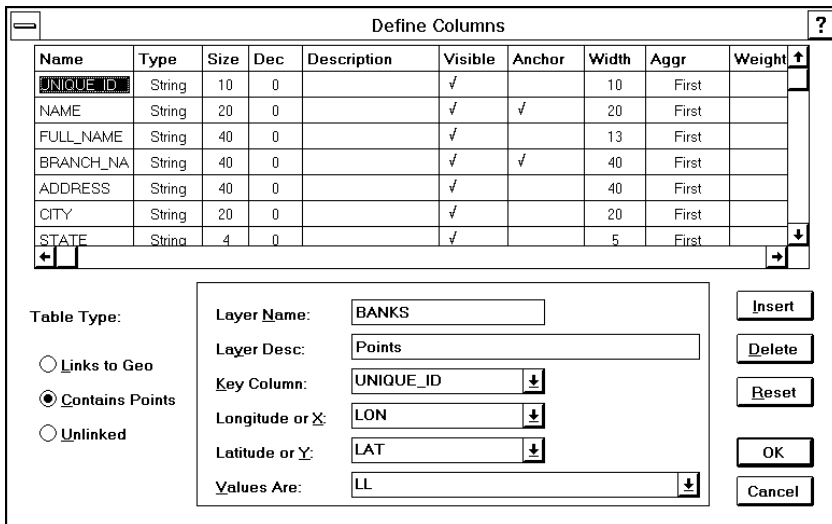 Define Columns ?
Name Type Size Dec Description Visible Anchor Width Aggr Weight
UNIQUE_ID String 10 0 √ 10 First
NAME String 20 0 √ √ 20 First
FULL_NAME String 40 0 √ 13 First
BRANCH_NA String 40 0 √ √ 40 First
ADDRESS String 40 0 √ 40 First
CITY String 20 0 √ 20 First
STATE String 4 0 √ 5 First
Table Type:
Links to Geo
Contains Points
Unlinked
Layer Name: BANKS
Layer Desc: Points
Key Column: UNIQUE_ID
Longitude or X: LON
Latitude or Y: LAT
Values Are: LL
Insert
Delete
Reset
OK
Cancel